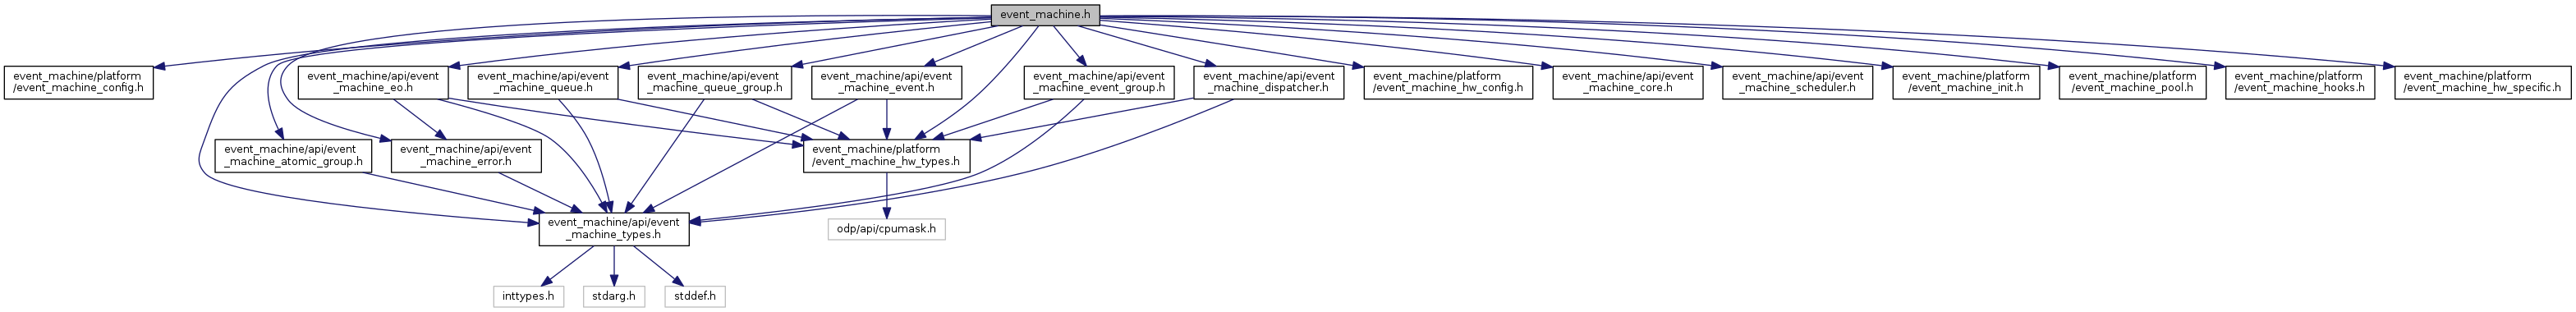 event_machine.h
event_machine/platform
/event_machine_config.h
event_machine/api/event
_machine_eo.h
event_machine/api/event
_machine_queue.h
event_machine/api/event
_machine_queue_group.h
event_machine/api/event
_machine_event.h
event_machine/api/event
_machine_event_group.h
event_machine/api/event
_machine_dispatcher.h
event_machine/platform
/event_machine_hw_config.h
event_machine/api/event
_machine_core.h
event_machine/api/event
_machine_scheduler.h
event_machine/platform
/event_machine_init.h
event_machine/platform
/event_machine_pool.h
event_machine/platform
/event_machine_hooks.h
event_machine/platform
/event_machine_hw_specific.h
event_machine/api/event
_machine_atomic_group.h
event_machine/api/event
_machine_error.h
event_machine/platform
/event_machine_hw_types.h
event_machine/api/event
_machine_types.h
odp/api/cpumask.h
inttypes.h
stdarg.h
stddef.h